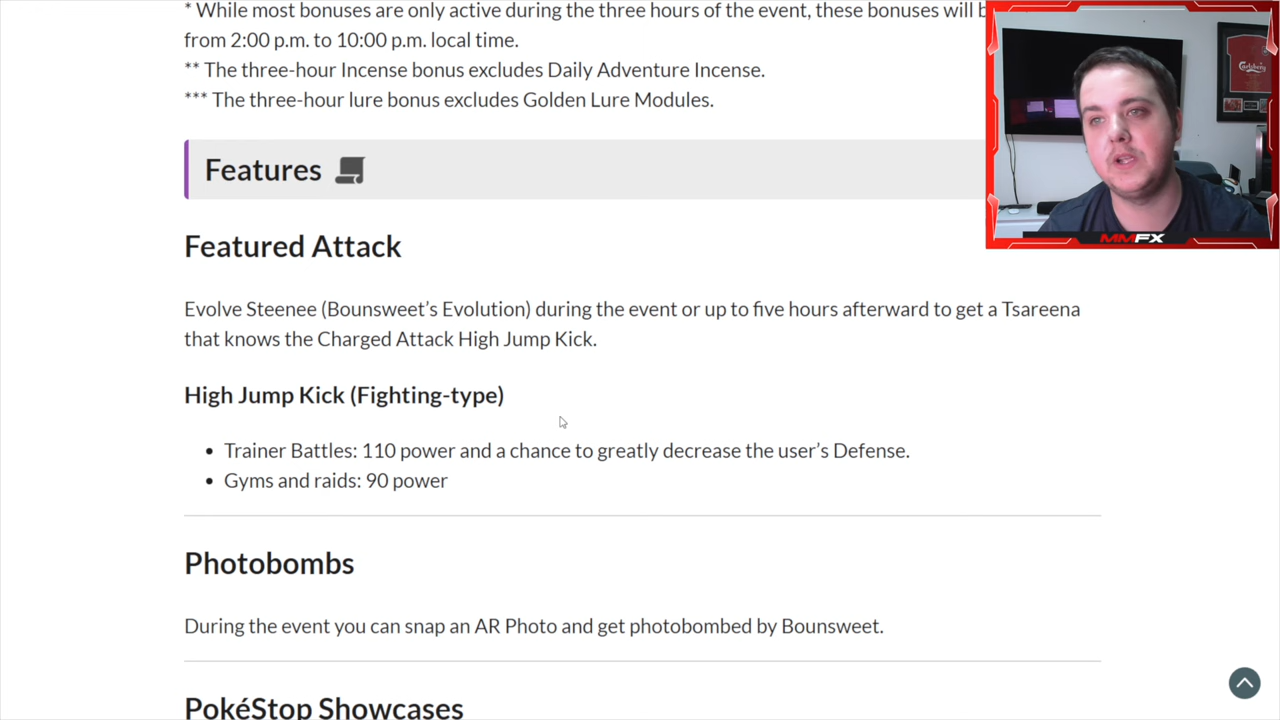 * While most bonuses are only active during the three hours of the event, these bonuses will
from 2:00 p.m. to 10:00 p.m. local time.
** The three-hour Incense bonus excludes Daily Adventure Incense.
*** The three-hour lure bonus excludes Golden Lure Modules.
Features
Featured Attack
Evolve Steenee (Bounsweet’s Evolution) during the event or up to five hours afterward to get a Tsareena
that knows the Charged Attack High Jump Kick.
High Jump Kick (Fighting-type)
• Trainer Battles: 110 power and a chance to greatly decrease the user’s Defense.
• Gyms and raids: 90 power
Photobombs
During the event you can snap an AR Photo and get photobombed by Bounsweet.
PokéStop Showcases
Carlsberg
MMFX